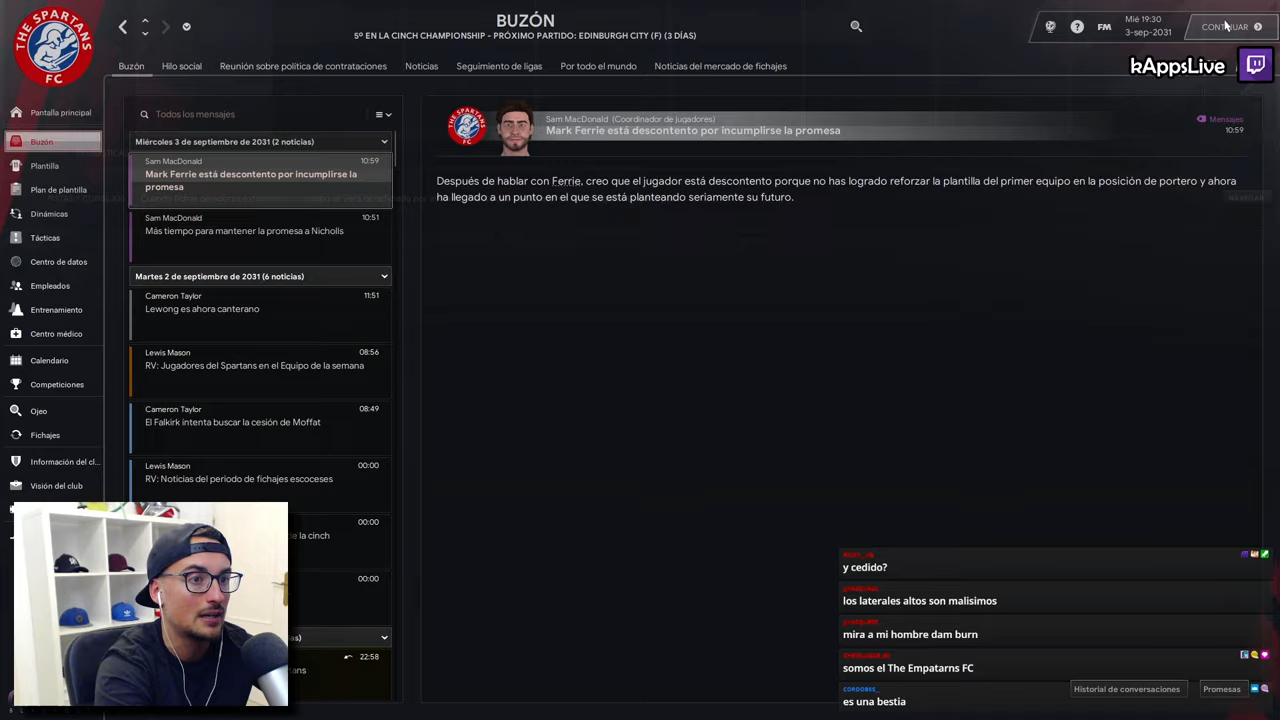 THE SPARTANS
FC
BUZÓN
5º EN LA CINCH CHAMPIONSHIP - PRÓXIMO PARTIDO: EDINBURGH CITY (F) (3 DÍAS)
FM
Mié 19:30
3-sep-2031
CONTINUAR
kAppsLive
Buzón
Hilo social
Reunión sobre política de contrataciones
Noticias
Seguimiento de ligas
Por todo el mundo
Noticias del mercado de fichajes
Pantalla principal
Buzón
Plantilla
Plan de plantilla
Dinámicas
Tácticas
Centro de datos
Empleados
Entrenamiento
Centro médico
Calendario
Competiciones
Ojeo
Fichajes
Información del cl...
Visión del club
Todos los mensajes
Miércoles 3 de septiembre de 2031 (2 noticias)
Sam MacDonald 10:59
Mark Ferrie está descontento por incumplirse la
promesa
Sam MacDonald 10:51
Más tiempo para mantener la promesa a Nicholls
Martes 2 de septiembre de 2031 (6 noticias)
Cameron Taylor 11:51
Lewong es ahora canterano
Lewis Mason 08:56
RV: Jugadores del Spartans en el Equipo de la semana
Cameron Taylor 08:49
El Falkirk intenta buscar la cesión de Moffat
Lewis Mason 00:00
RV: Noticias del periodo de fichajes escoceses
00:00
de la cinch
00:00
22:58
Sam MacDonald (Coordinador de jugadores)
Mark Ferrie está descontento por incumplirse la promesa
Mensajes
10:59
Después de hablar con Ferrie, creo que el jugador está descontento porque no has logrado reforzar la plantilla del primer equipo en la posición de portero y ahora
ha llegado a un punto en el que se está planteando seriamente su futuro.
NAVEGAR
y cedido?
los laterales altos son malisimos
mira a mi hombre dam burn
somos el The Empatarns FC
CORDOBES_
es una bestia
Historial de conversaciones
Promesas